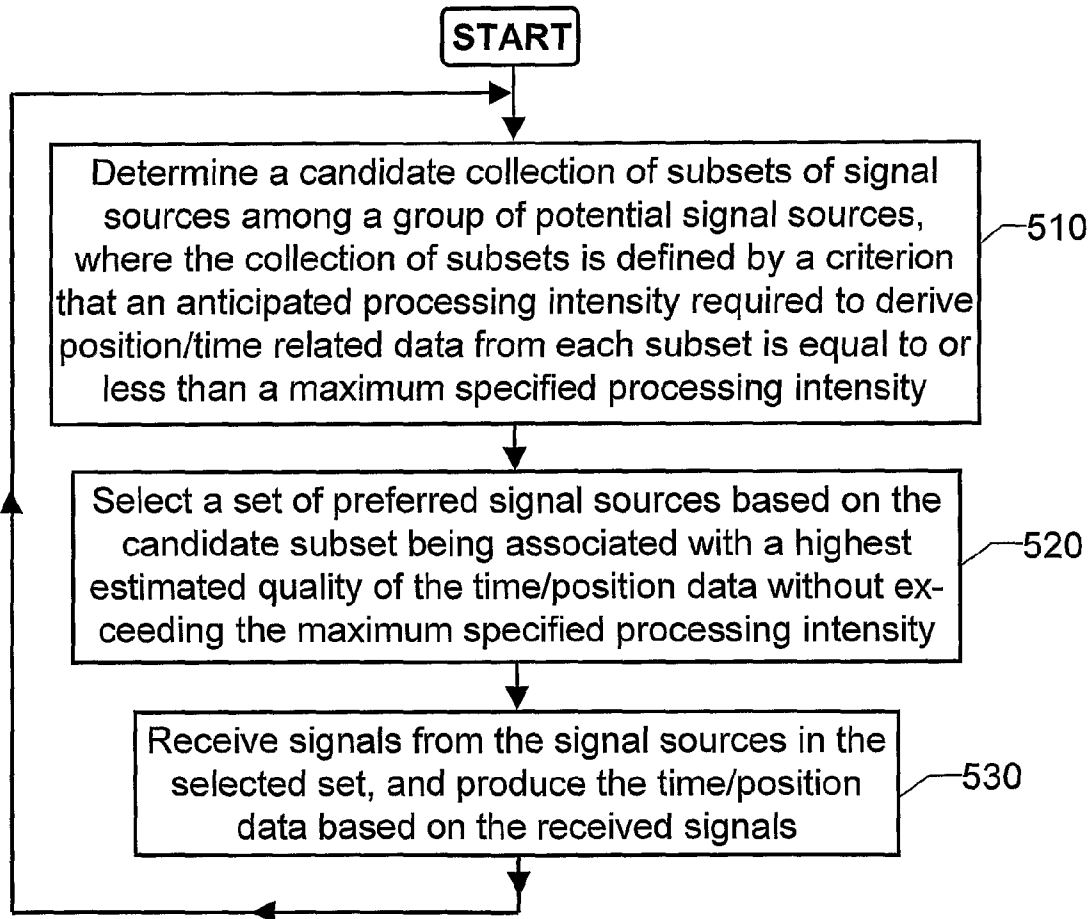 START
Determine a candidate collection of subsets of signal
sources among a group of potential signal sources,
where the collection of subsets is defined by a criterion
that an anticipated processing intensity required to derive
position/time related data from each subset is equal to or
less than a maximum specified processing intensity
510
Select a set of preferred signal sources based on the
candidate subset being associated with a highest
estimated quality of the time/position data without ex-
ceeding the maximum specified processing intensity
520
Receive signals from the signal sources in the
selected set, and produce the time/position
data based on the received signals
530